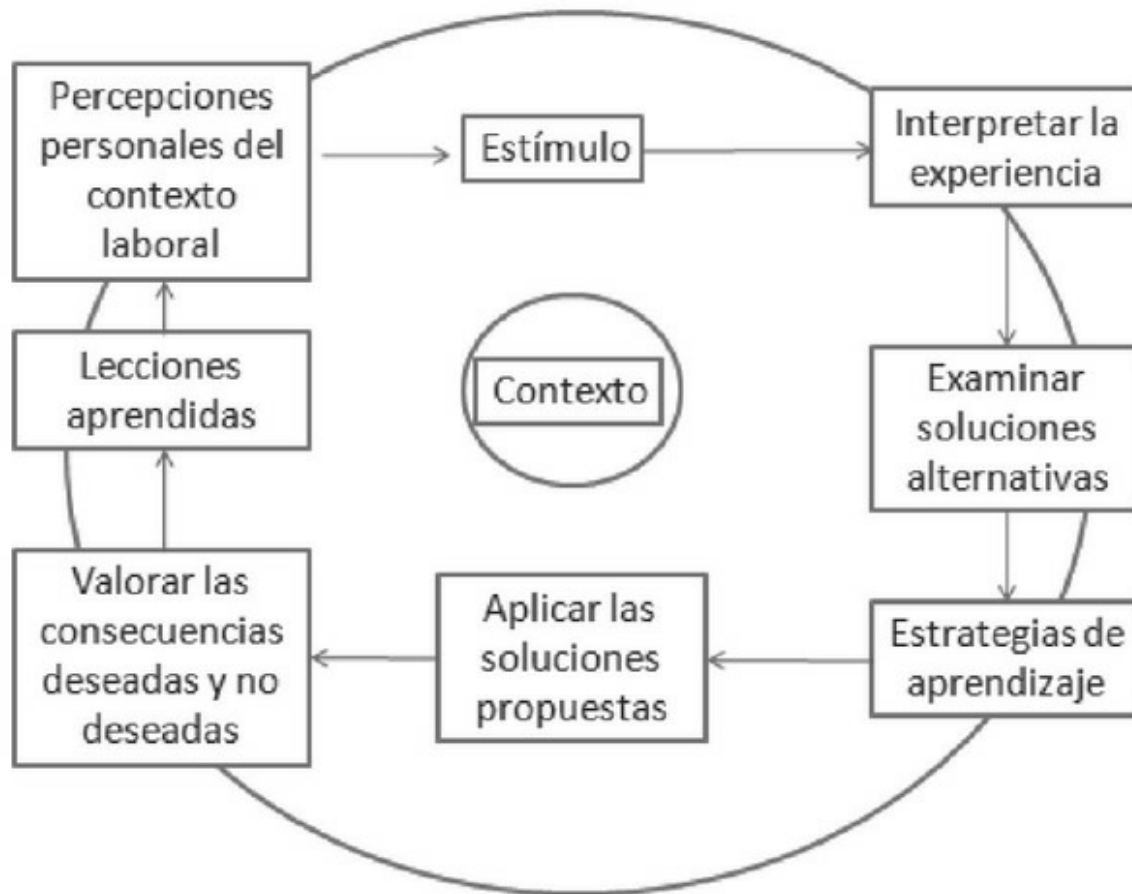 Percepciones
personales del
contexto
laboral
Estímulo
Interpretar la
experiencia
Lecciones
aprendidas
Contexto
Examinar
soluciones
alternativas
Valorar las
consecuencias
deseadas y no
deseadas
Aplicar las
soluciones
propuestas
Estrategias de
aprendizaje